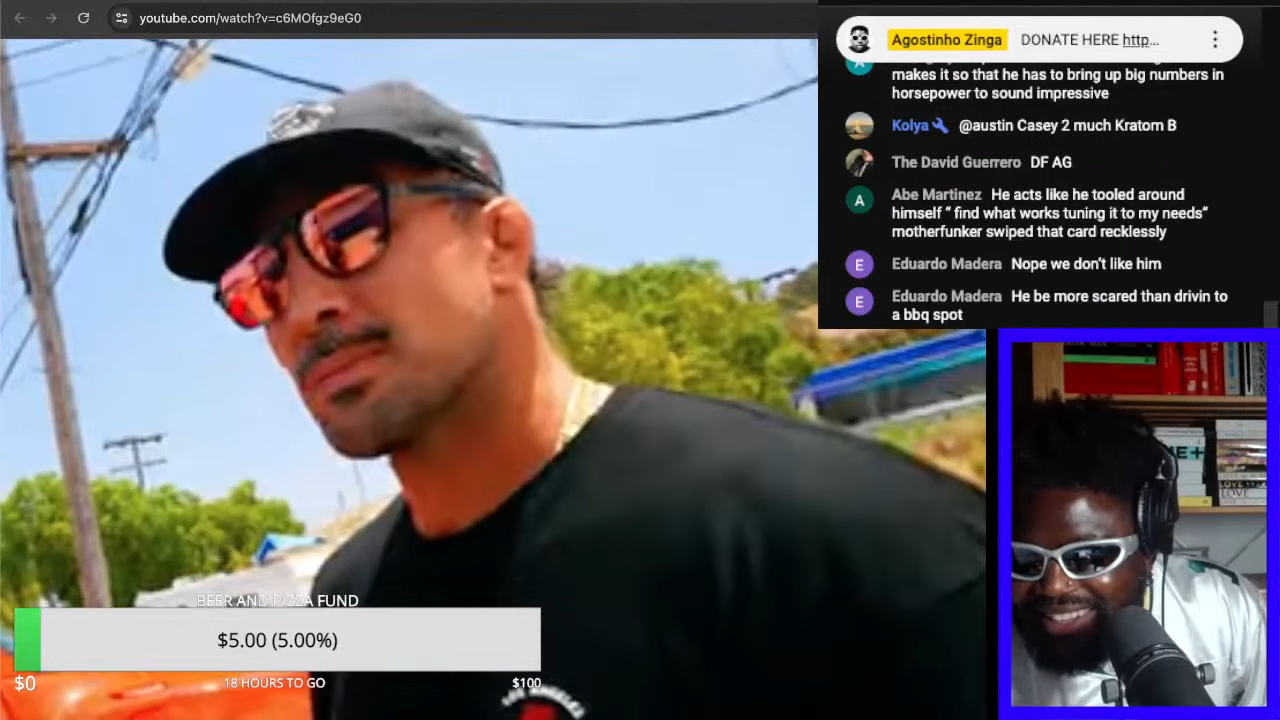 youtube.com/watch?v=c6MOfgz9eG0
Agostinho Zinga DONATE HERE http...
makes it so that he has to bring up big numbers in
horsepower to sound impressive
Kolya @austin Casey 2 much Kratom B
The David Guerrero DF AG
A Abe Martinez He acts like he tooled around
himself “ find what works tuning it to my needs“
motherfunker swiped that card recklessly
E Eduardo Madera Nope we don’t like him
E Eduardo Madera He be more scared than drivin to
a bbq spot
BEER AND PIZZA FUND
$5.00 (5.00%)
$0 18 HOURS TO GO $100
LOS ANGELES
LOVE